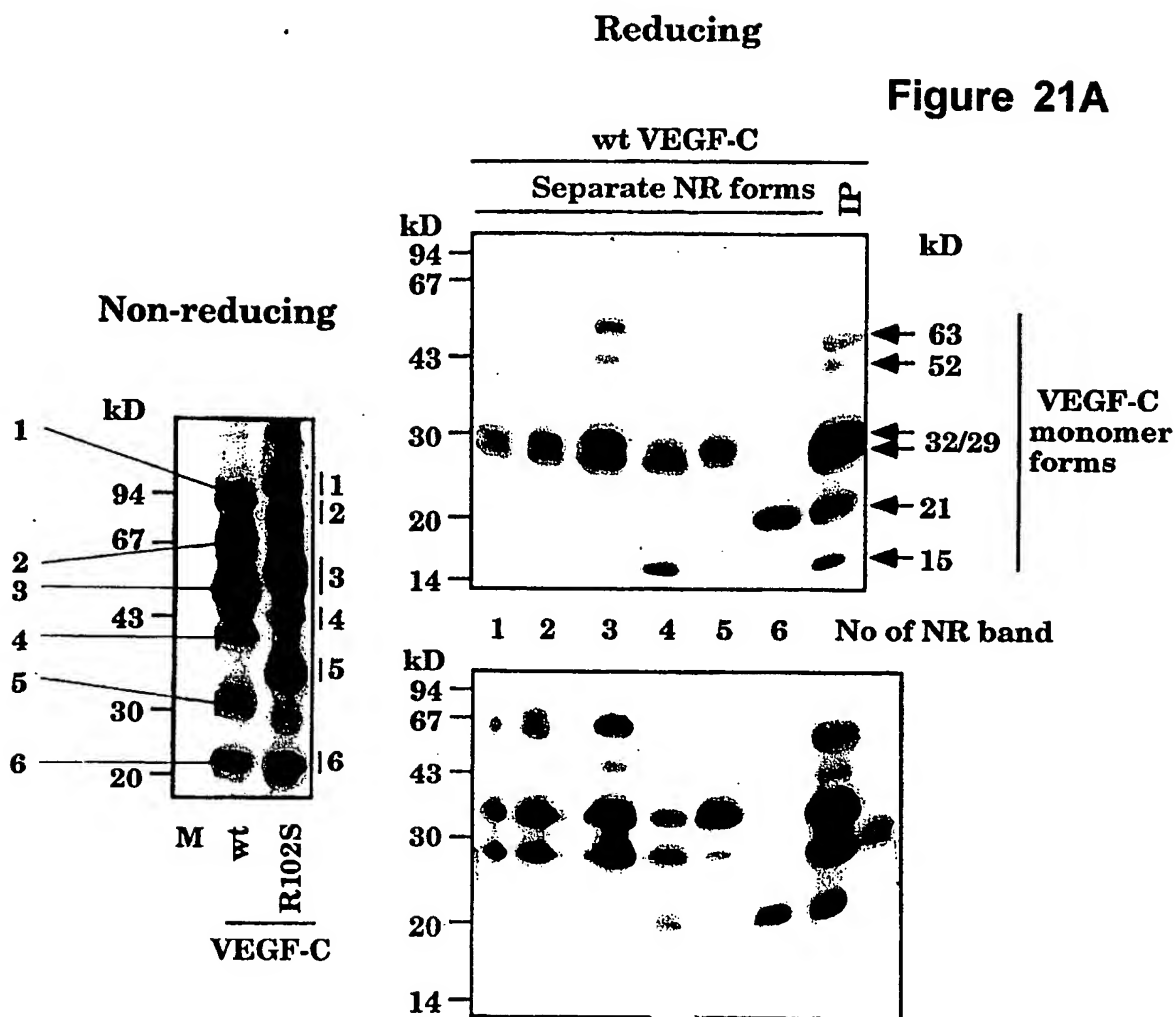 Reducing
Figure 21A
wt VEGF-C
Separate NR forms
IP
kD
94
67
43
30
20
14
kD
63
52
32/29
21
15
VEGF-C
monomer
forms
Non-reducing
kD
94
67
43
30
20
1
2
3
4
5
6
1
2
3
4
5
6
M
wt
R102S
VEGF-C
1 2 3 4 5 6 No of NR band
kD
94
67
43
30
20
14